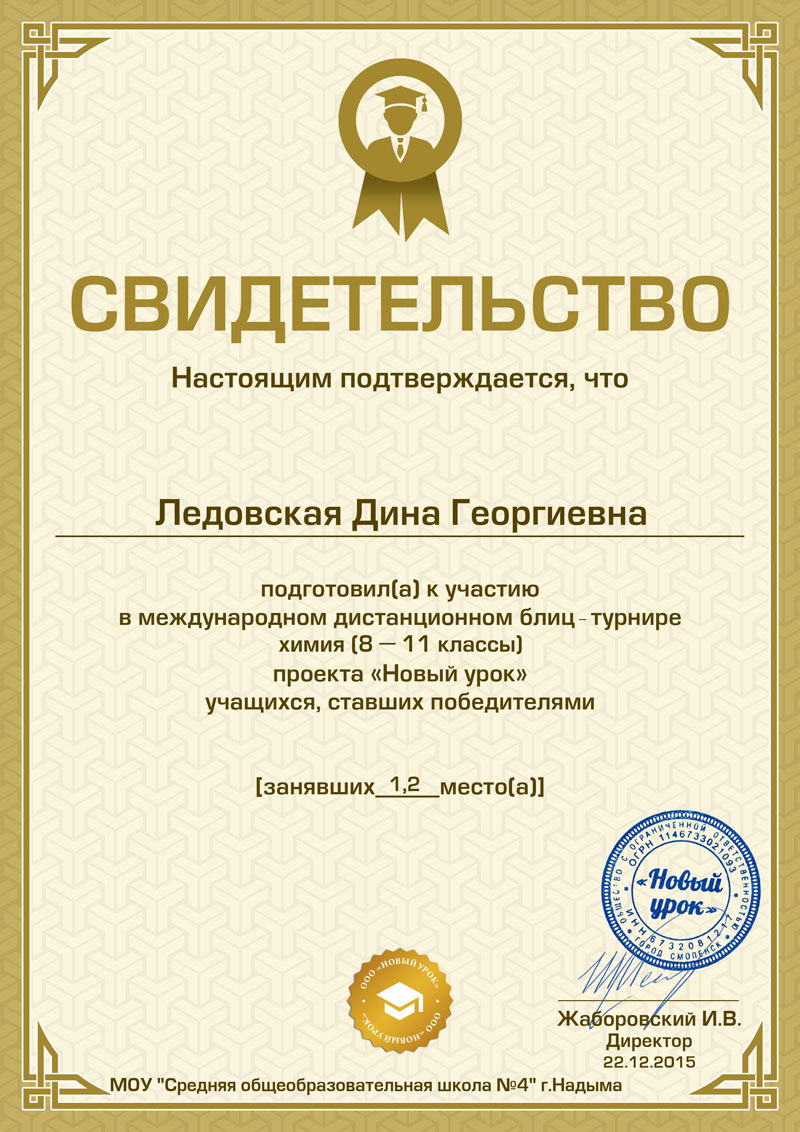 СВИДЕТЕЛЬСТВО
Настоящим подтверждается, что
Ледовская Дина Георгиевна
подготовил(а) к участию
в международном дистанционном блиц - турнире
химия (8 — 11 классы)
проекта «Новый урок»
учащихся, ставших победителями
[занявших 1,2 место(а)]
ОБЩЕСТВО С ОГРАНИЧЕННОЙ ОТВЕТСТВЕННОСТЬЮ
ОГРН 1146733021093
«Новый
урок»
ИНН 6732081217
ГОРОД СМОЛЕНСК
ООО «НОВЫЙ УРОК»
ООО «НОВЫЙ УРОК»
Жаборовский И.В.
Директор
22.12.2015
МОУ "Средняя общеобразовательная школа №4" г.Надыма